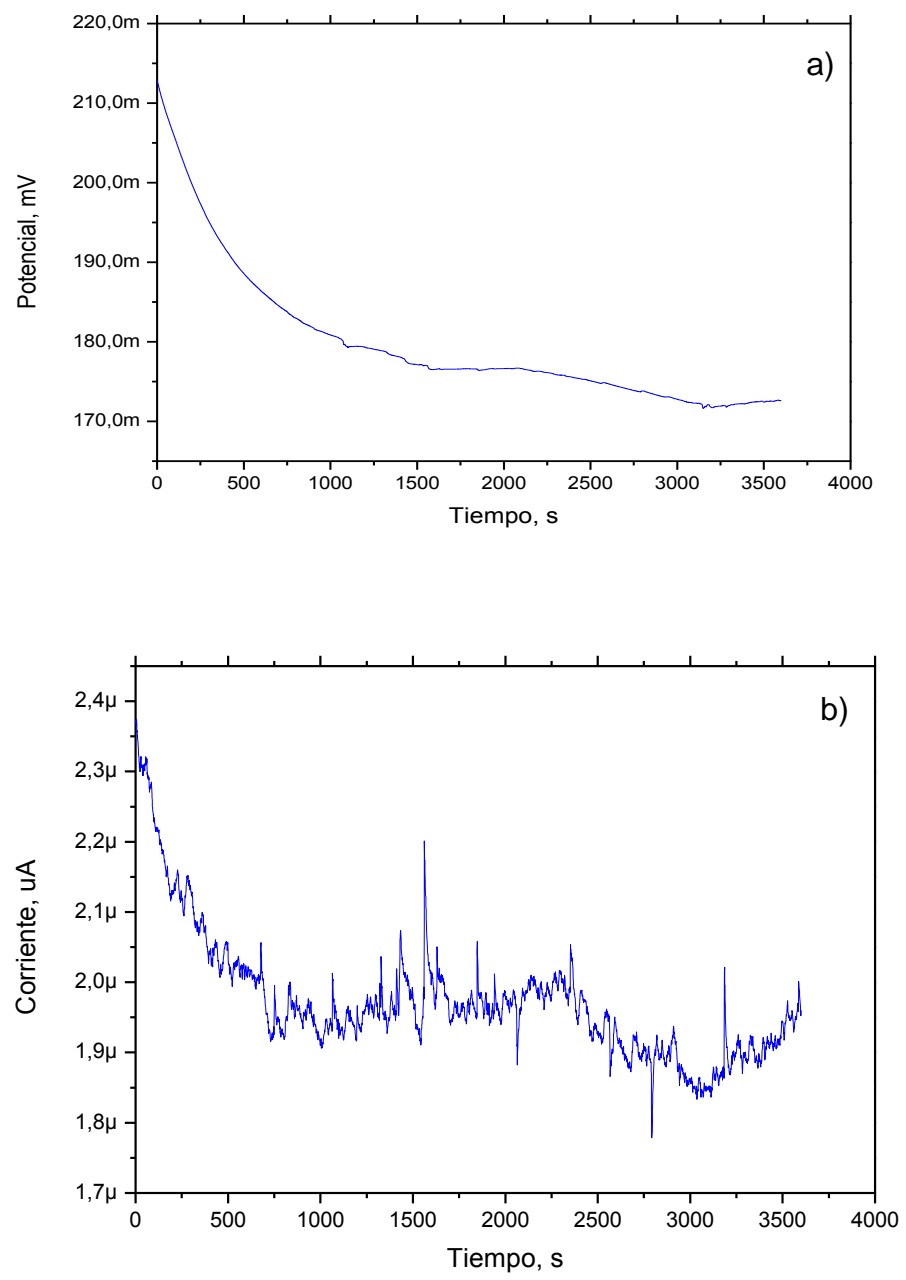 220,0m
a)
210,0m
200,0m
Potencial, mV
190,0m
180,0m
170,0m
0 500 1000 1500 2000 2500 3000 3500 4000
Tiempo, s
2,4µ
b)
2,3µ
2,2µ
2,1µ
Corriente, uA
2,0µ
1,9µ
1,8µ
1,7µ
0 500 1000 1500 2000 2500 3000 3500 4000
Tiempo, s